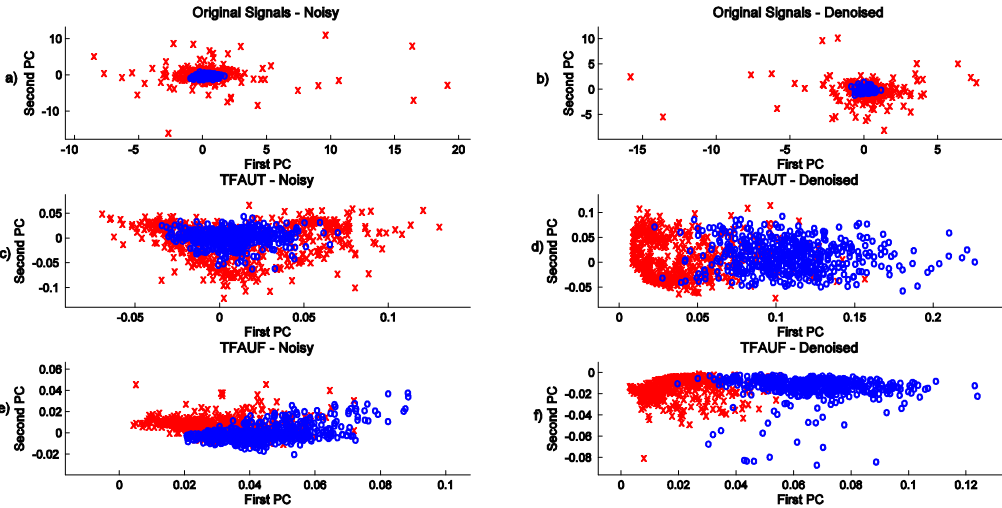 Original Signals - Noisy
10
0
-10
Second PC
a)
-10
-5
0
5
10
15
20
First PC
Original Signals - Denoised
10
5
0
-5
Second PC
b)
-15
-10
-5
0
5
First PC
TFAUT - Noisy
0.05
0
-0.05
-0.1
Second PC
c)
-0.05
0
0.05
0.1
First PC
TFAUT - Denoised
0.1
0.05
0
-0.05
Second PC
d)
0
0.05
0.1
0.15
0.2
First PC
TFAUF - Noisy
0.06
0.04
0.02
0
-0.02
Second PC
e)
0
0.02
0.04
0.06
0.08
0.1
First PC
TFAUF - Denoised
0
-0.02
-0.04
-0.06
-0.08
Second PC
f)
0
0.02
0.04
0.06
0.08
0.1
0.12
First PC